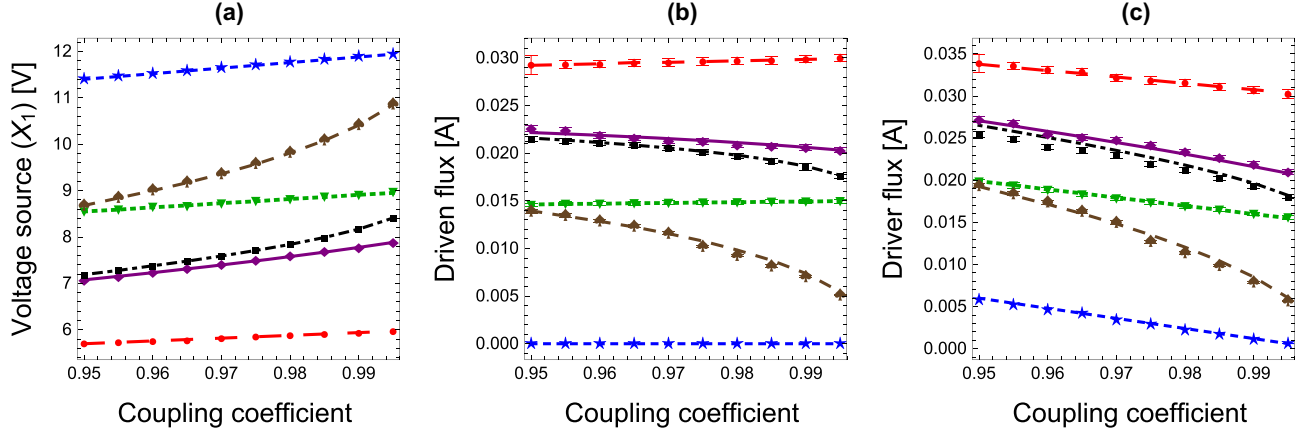 (a)
Voltage source (X₁) [V]
12
11
10
9
8
7
6
0.95 0.96 0.97 0.98 0.99
Coupling coefficient
(b)
Driven flux [A]
0.030
0.025
0.020
0.015
0.010
0.005
0.000
0.95 0.96 0.97 0.98 0.99
Coupling coefficient
(c)
Driver flux [A]
0.035
0.030
0.025
0.020
0.015
0.010
0.005
0.000
0.95 0.96 0.97 0.98 0.99
Coupling coefficient